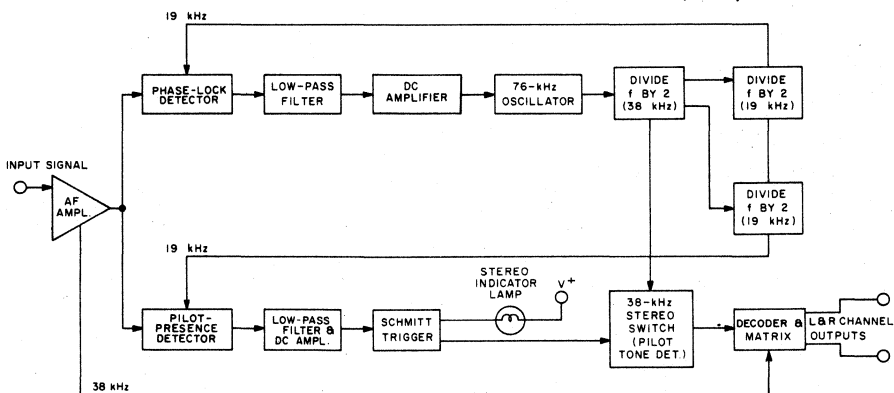 19 kHz
PHASE-LOCK
DETECTOR
LOW-PASS
FILTER
DC
AMPLIFIER
76-kHz
OSCILLATOR
DIVIDE
f BY 2
(38 kHz)
DIVIDE
f BY 2
(19 kHz)
INPUT SIGNAL
AF
AMPL.
DIVIDE
f BY 2
(19 kHz)
19 kHz
STEREO
INDICATOR
LAMP
V+
PILOT-
PRESENCE
DETECTOR
LOW-PASS
FILTER &
DC AMPL.
SCHMITT
TRIGGER
38-kHz
STEREO
SWITCH
(PILOT
TONE DET.)
DECODER &
MATRIX
L&R CHANNEL
OUTPUTS
38 kHz